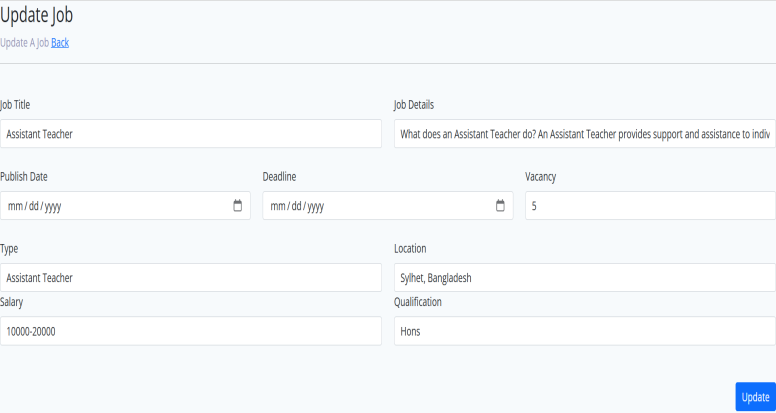 Update Job
Update A Job Back
Job Title
Job Details
Assistant Teacher
What does an Assistant Teacher do? An Assistant Teacher provides support and assistance to indiv
Publish Date
Deadline
Vacancy
mm/dd/yyyy
mm/dd/yyyy
5
Type
Location
Assistant Teacher
Sylhet, Bangladesh
Salary
Qualification
10000-20000
Hons
Update